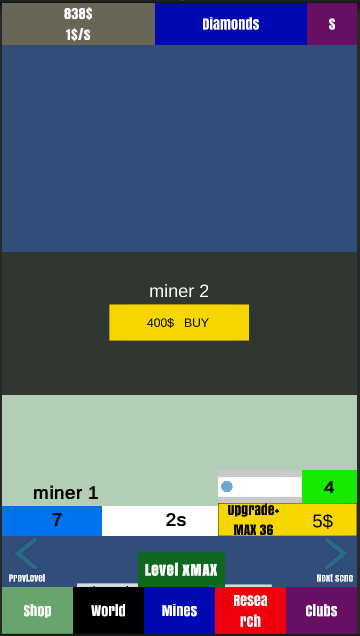 838$
1$/s
Diamonds
S
miner 2
400$ BUY
miner 1
4
7
2s
Upgrade+
MAX 36
5$
PrevLevel
Level xMAX
Next scne
Shop
World
Mines
Resea
rch
Clubs